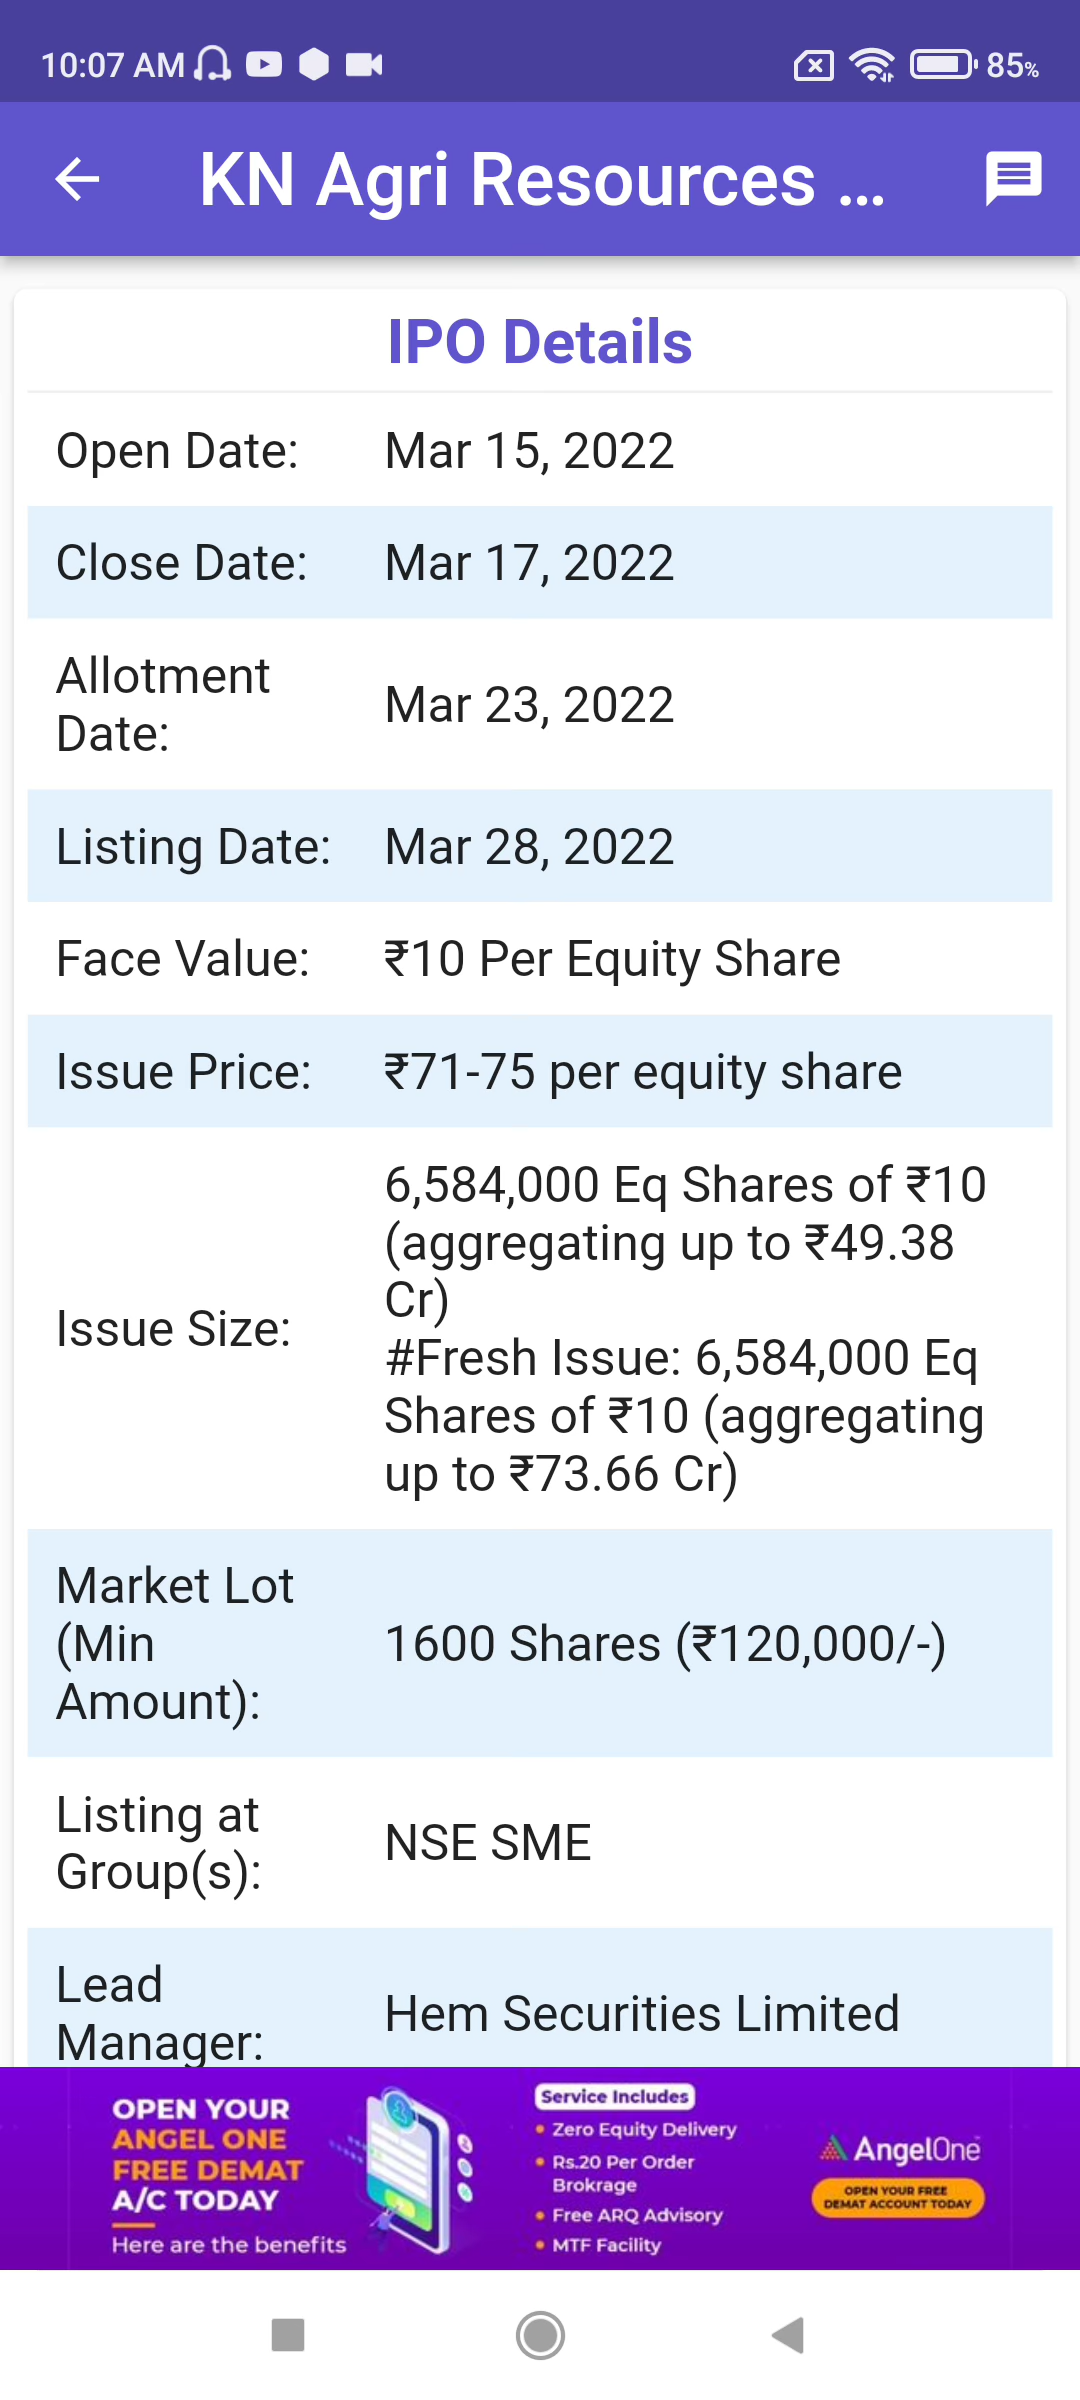 10:07 AM 85%
KN Agri Resources ...
IPO Details
Open Date: Mar 15, 2022
Close Date: Mar 17, 2022
Allotment
Date:
Mar 23, 2022
Listing Date: Mar 28, 2022
Face Value: ₹10 Per Equity Share
Issue Price: ₹71-75 per equity share
Issue Size:
6,584,000 Eq Shares of ₹10
(aggregating up to ₹49.38
Cr)
#Fresh Issue: 6,584,000 Eq
Shares of ₹10 (aggregating
up to ₹73.66 Cr)
Market Lot
(Min
Amount):
1600 Shares (₹120,000/-)
Listing at
Group(s):
NSE SME
Lead
Manager:
Hem Securities Limited
OPEN YOUR
ANGEL ONE
FREE DEMAT
A/C TODAY
Here are the benefits
Service Includes
• Zero Equity Delivery
• Rs.20 Per Order
Brokerage
• Free ARQ Advisory
• MTF Facility
AngelOne
OPEN YOUR FREE
DEMAT ACCOUNT TODAY